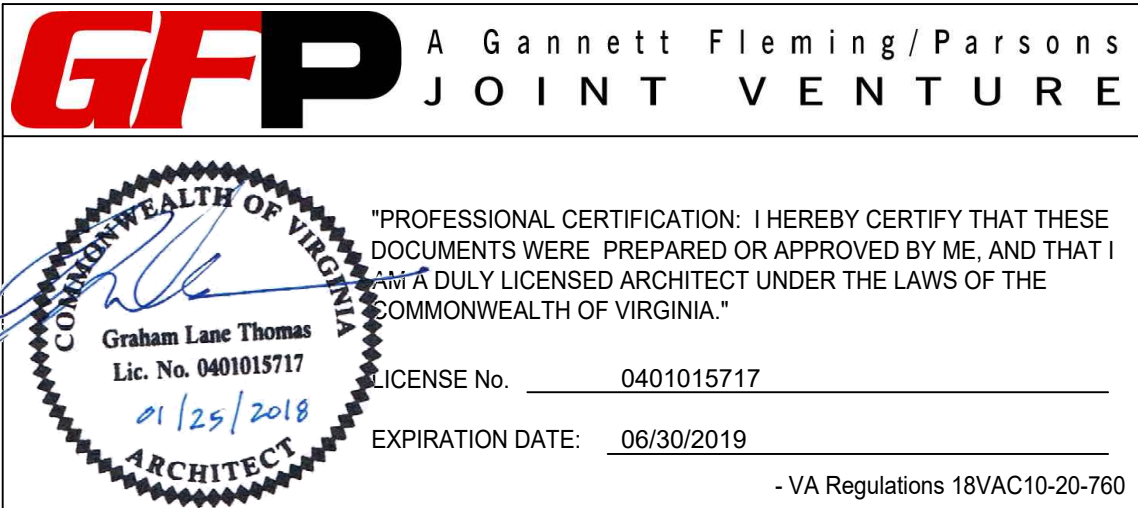 GFP
A Gannett Fleming/Parsons
JOINT VENTURE
COMMONWEALTH OF VIRGINIA
Graham Lane Thomas
Lic. No. 0401015717
01/25/2018
ARCHITECT
"PROFESSIONAL CERTIFICATION: I HEREBY CERTIFY THAT THESE
DOCUMENTS WERE PREPARED OR APPROVED BY ME, AND THAT I
AM A DULY LICENSED ARCHITECT UNDER THE LAWS OF THE
COMMONWEALTH OF VIRGINIA."
LICENSE No. 0401015717
EXPIRATION DATE: 06/30/2019
- VA Regulations 18VAC10-20-760